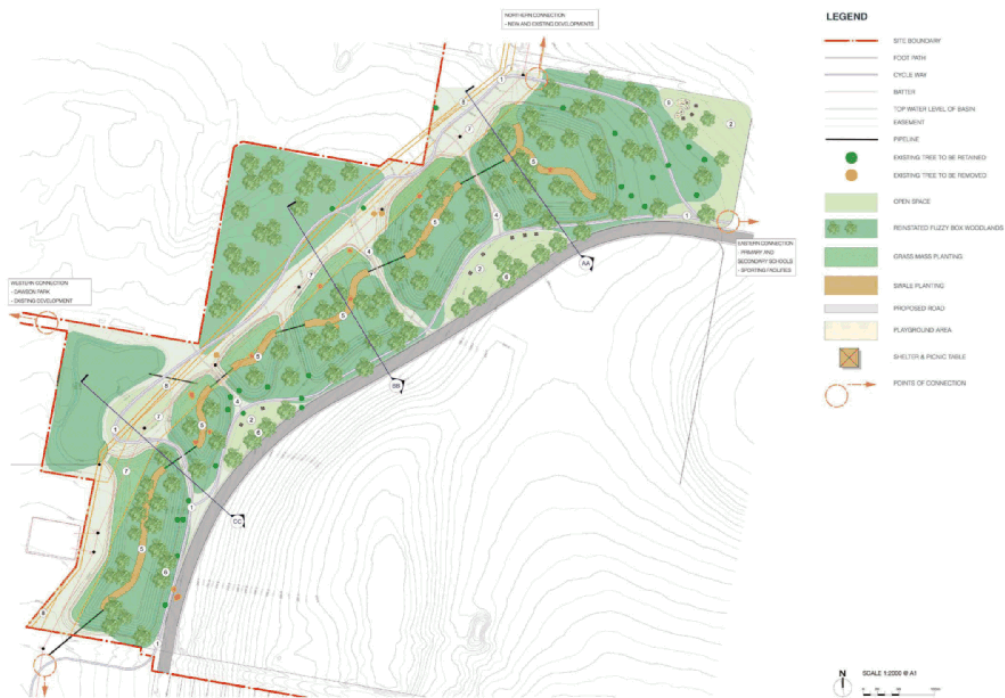 NORTHERN CONNECTION
- NEW AND EXISTING DEVELOPMENTS
LEGEND
SITE BOUNDARY
FOOT PATH
CYCLE WAY
BATTER
TOP WATER LEVEL OF BASIN
EASEMENT
PIPELINE
EXISTING TREE TO BE RETAINED
EXISTING TREE TO BE REMOVED
OPEN SPACE
REINSTATED FUZZY BOX WOODLANDS
GRASS MASS PLANTING
SWALE PLANTING
PROPOSED ROAD
PLAYGROUND AREA
SHELTER & PICNIC TABLE
POINTS OF CONNECTION
EASTERN CONNECTION
- PRIMARY AND
SECONDARY SCHOOLS
- SPORTING FACILITIES
WESTERN CONNECTION
- DAWSON PARK
- EXISTING DEVELOPMENT
AA
BB
CC
N
SCALE 1:2000 @ A1